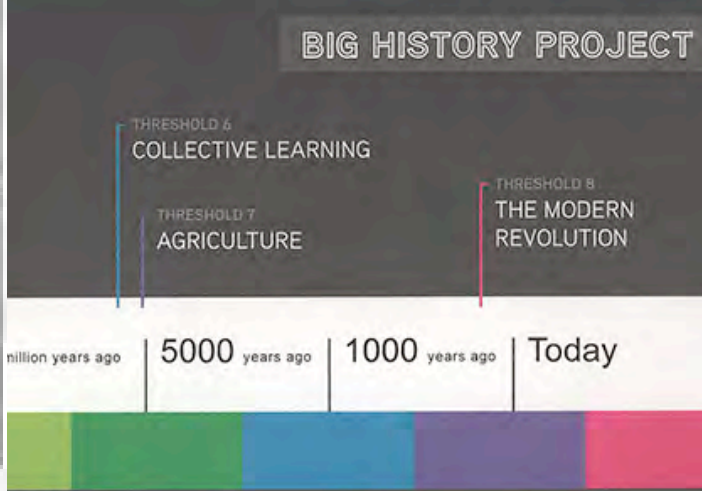 BIG HISTORY PROJECT
THRESHOLD 6
COLLECTIVE LEARNING
THRESHOLD 7
AGRICULTURE
THRESHOLD 8
THE MODERN
REVOLUTION
million years ago
5000 years ago
1000 years ago
Today